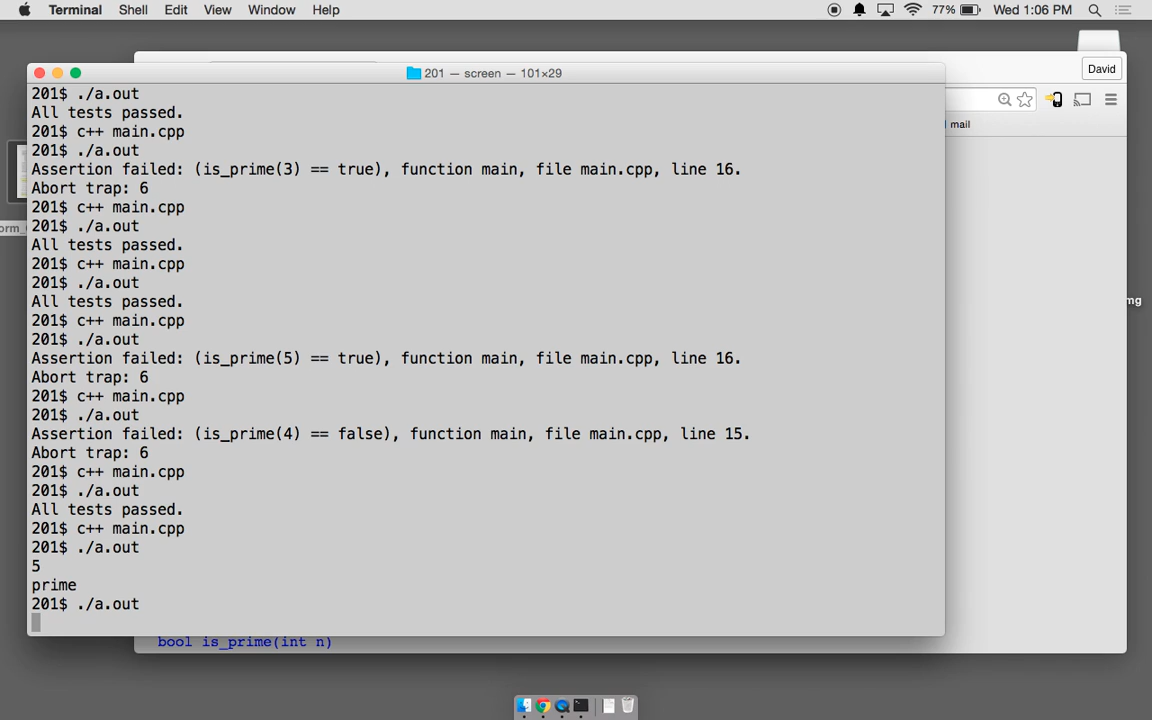 Terminal Shell Edit View Window Help 77% Wed 1:06 PM
201 — screen — 101×29
David
mail
201$ ./a.out
All tests passed.
201$ c++ main.cpp
201$ ./a.out
Assertion failed: (is_prime(3) == true), function main, file main.cpp, line 16.
Abort trap: 6
201$ c++ main.cpp
201$ ./a.out
All tests passed.
201$ c++ main.cpp
201$ ./a.out
All tests passed.
201$ c++ main.cpp
201$ ./a.out
Assertion failed: (is_prime(5) == true), function main, file main.cpp, line 16.
Abort trap: 6
201$ c++ main.cpp
201$ ./a.out
Assertion failed: (is_prime(4) == false), function main, file main.cpp, line 15.
Abort trap: 6
201$ c++ main.cpp
201$ ./a.out
All tests passed.
201$ c++ main.cpp
201$ ./a.out
5
prime
201$ ./a.out
bool is_prime(int n)
orm_
mg